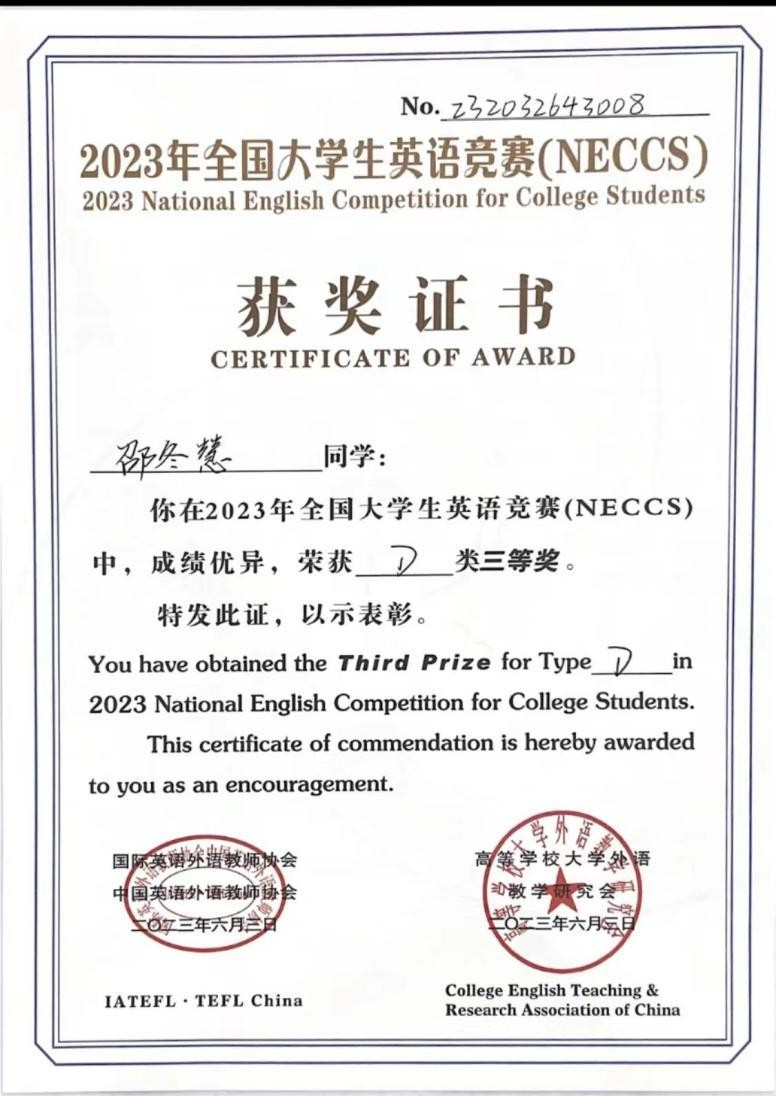 No. 232032643008
2023年全国大学生英语竞赛(NECCS)
2023 National English Competition for College Students
获奖证书
CERTIFICATE OF AWARD
邵冬慧 同学:
你在2023年全国大学生英语竞赛(NECCS)
中，成绩优异，荣获 D 类三等奖。
特发此证，以示表彰。
You have obtained the Third Prize for Type D in
2023 National English Competition for College Students.
This certificate of commendation is hereby awarded
to you as an encouragement.
国际英语外语教师协会
中国英语外语教师协会
二〇二三年六月三日
IATEFL · TEFL China
高等学校大学外语
教学研究会
二〇二三年六月三日
College English Teaching &
Research Association of China